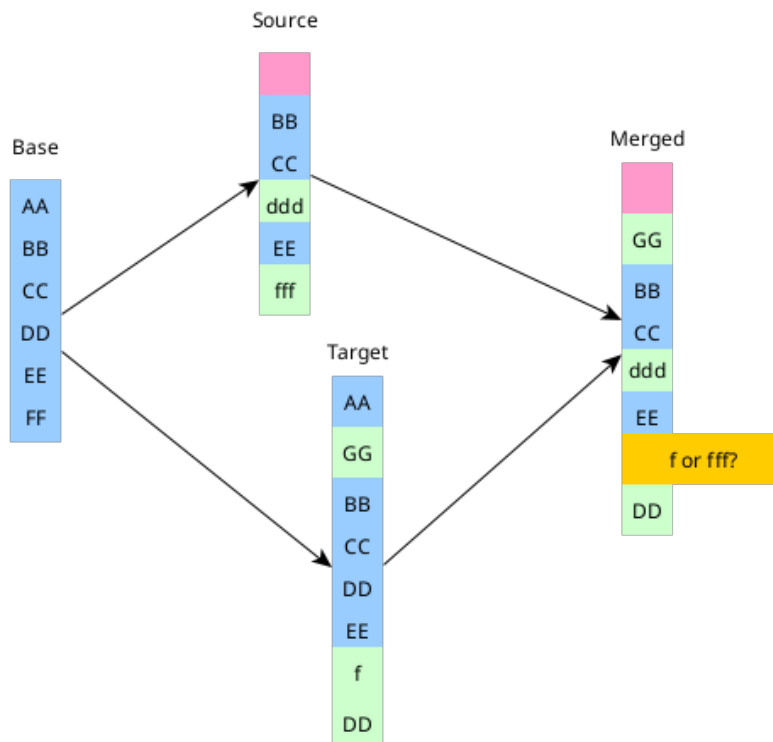 Source
BB
CC
ddd
EE
fff
Base
AA
BB
CC
DD
EE
FF
Target
AA
GG
BB
CC
DD
EE
f
DD
Merged
GG
BB
CC
ddd
EE
f or fff?
DD